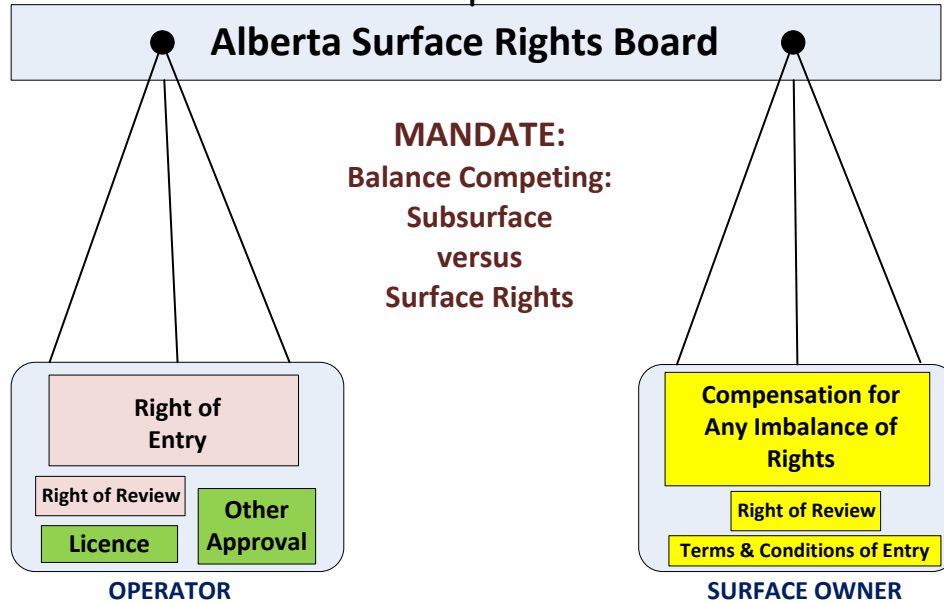 Alberta Surface Rights Board
MANDATE:
Balance Competing:
Subsurface
versus
Surface Rights
Right of
Entry
Right of Review
Licence
Other
Approval
OPERATOR
Compensation for
Any Imbalance of
Rights
Right of Review
Terms & Conditions of Entry
SURFACE OWNER